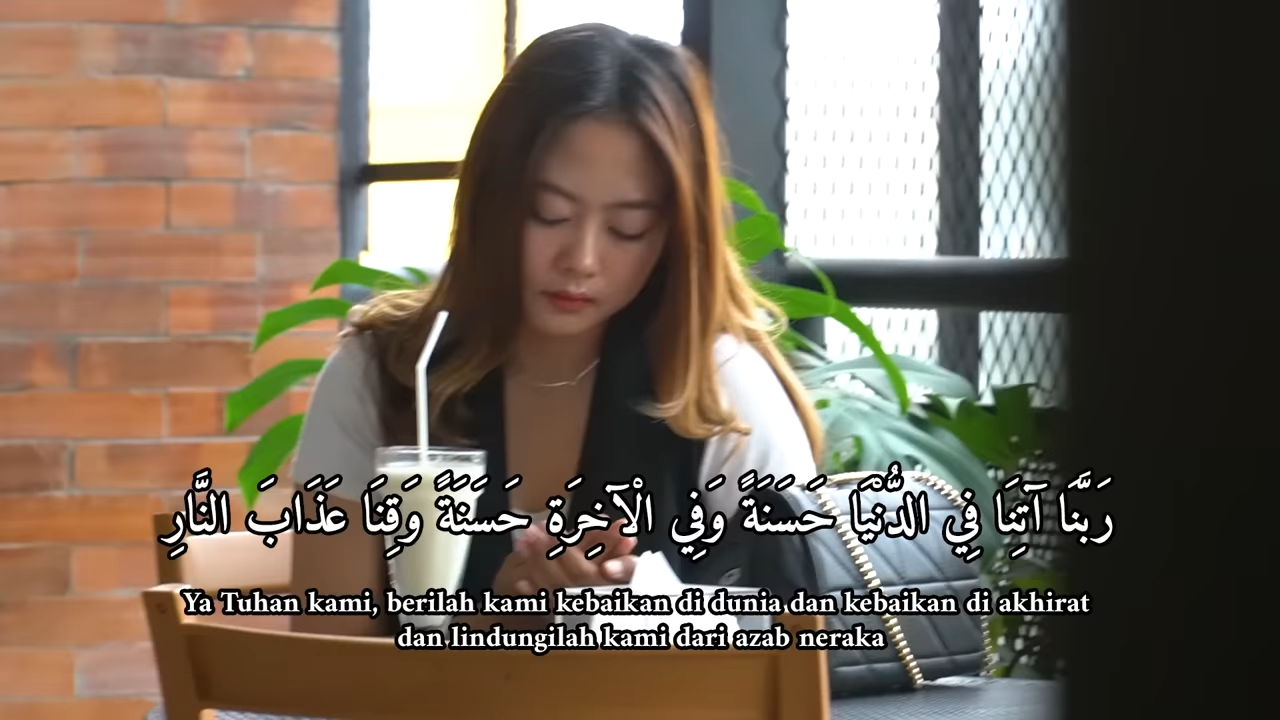 رَبَّنَا آتِنَا فِي الدُّنْيَا حَسَنَةً وَفِي الْآخِرَةِ حَسَنَةً وَقِنَا عَذَابَ النَّارِ
Ya Tuhan kami, berilah kami kebaikan di dunia dan kebaikan di akhirat
dan lindungilah kami dari azab neraka